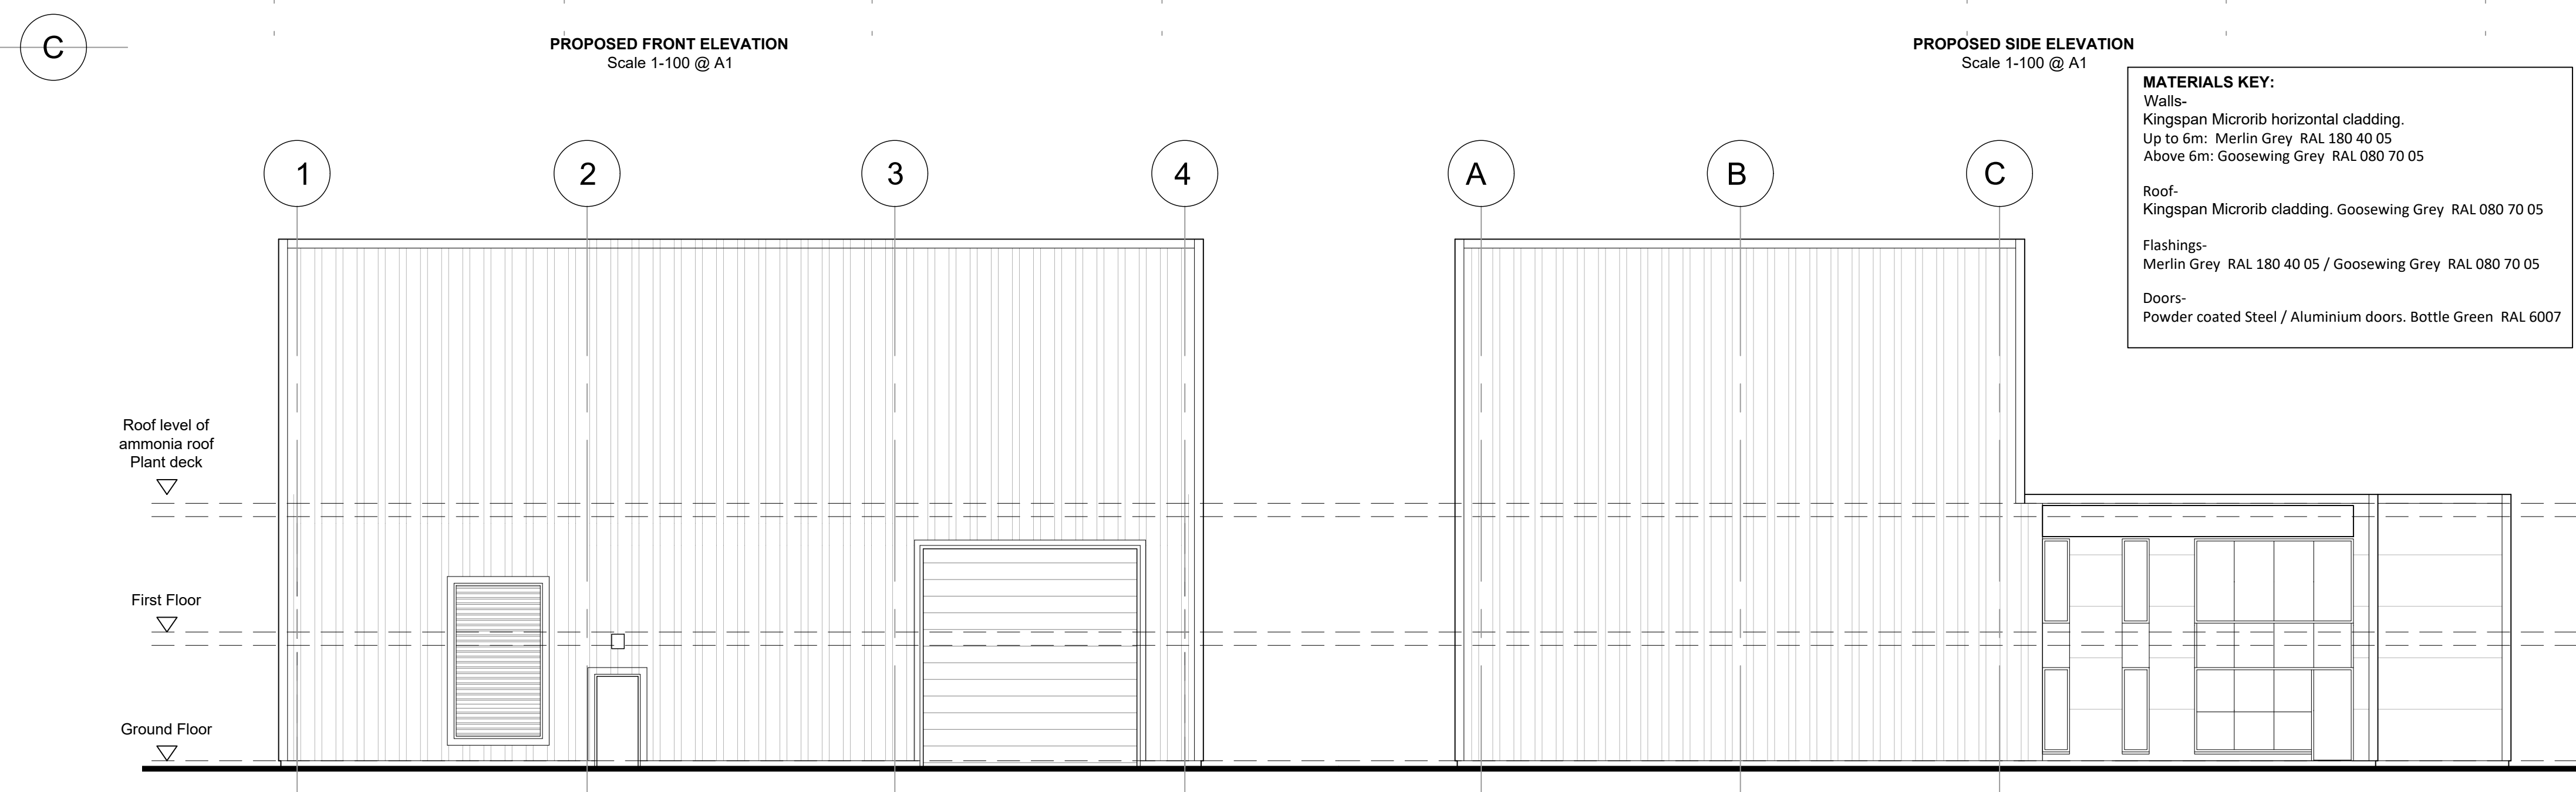 C
PROPOSED FRONT ELEVATION
Scale 1-100 @ A1
PROPOSED SIDE ELEVATION
Scale 1-100 @ A1
MATERIALS KEY:
Walls-
Kingspan Microrib horizontal cladding.
Up to 6m: Merlin Grey RAL 180 40 05
Above 6m: Goosewing Grey RAL 080 70 05
Roof-
Kingspan Microrib cladding. Goosewing Grey RAL 080 70 05
Flashings-
Merlin Grey RAL 180 40 05 / Goosewing Grey RAL 080 70 05
Doors-
Powder coated Steel / Aluminium doors. Bottle Green RAL 6007
1
2
3
4
A
B
C
Roof level of
ammonia roof
Plant deck
First Floor
Ground Floor